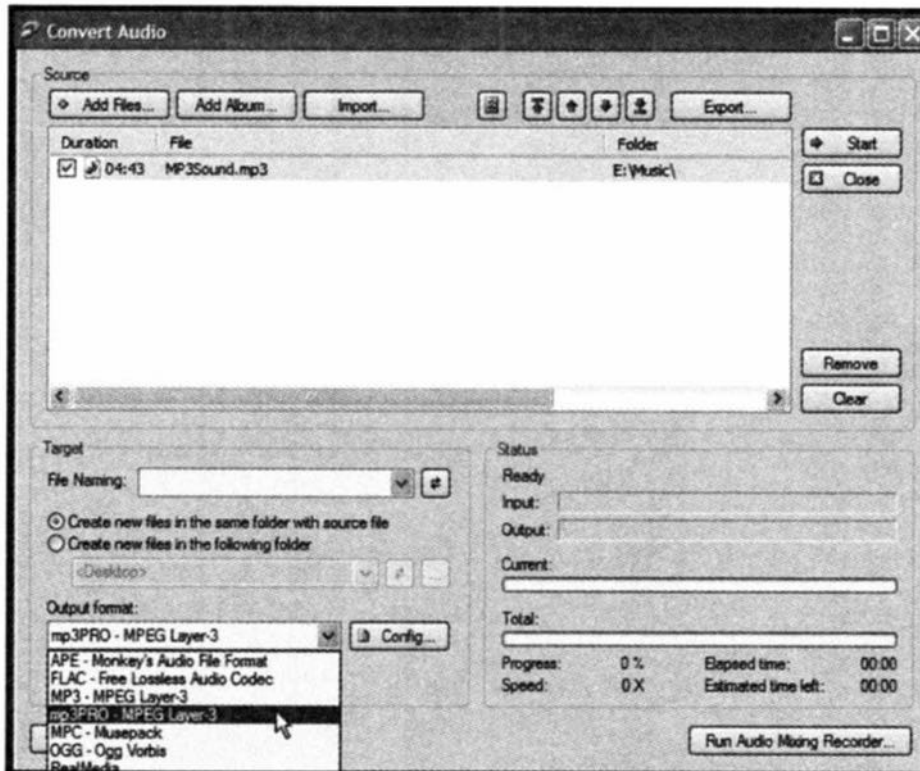 Convert Audio
Source
Add Files... Add Album... Import... Export...
Duration File Folder
04:43 MP3Sound.mp3 E:\Music\
Start
Close
Remove
Clear
Target
File Naming:
Create new files in the same folder with source file
Create new files in the following folder
<Desktop>
Output format:
mp3PRO - MPEG Layer-3 Config...
APE - Monkey's Audio File Format
FLAC - Free Lossless Audio Codec
MP3 - MPEG Layer-3
mp3PRO - MPEG Layer-3
MPC - Musepack
OGG - Ogg Vorbis
RealMedia
Status
Ready
Input:
Output:
Current:
Total:
Progress: 0 % Elapsed time: 00:00
Speed: 0 X Estimated time left: 00:00
Run Audio Mixing Recorder...